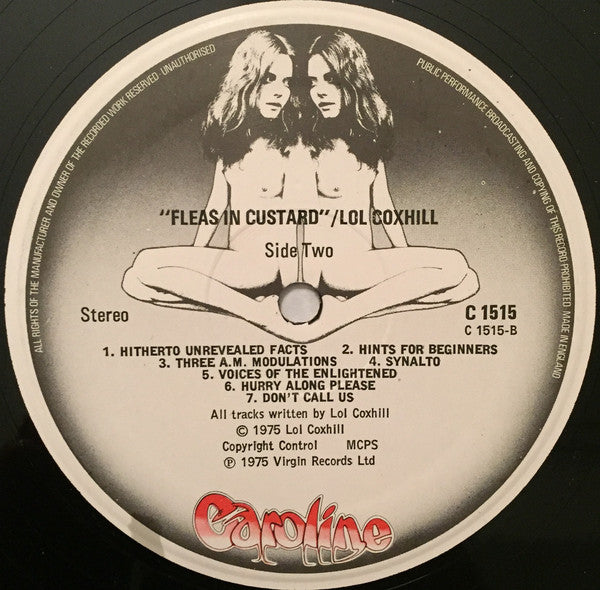 ALL RIGHTS OF THE MANUFACTURER AND OWNER OF THE RECORDED WORK RESERVED · UNAUTHORISED
PUBLIC PERFORMANCE BROADCASTING AND COPYING OF THIS RECORD PROHIBITED. MADE IN ENGLAND
"FLEAS IN CUSTARD"/LOL COXHILL
Side Two
Stereo
C 1515
C 1515-B
1. HITHERTO UNREVEALED FACTS 2. HINTS FOR BEGINNERS
3. THREE A.M. MODULATIONS 4. SYNALTO
5. VOICES OF THE ENLIGHTENED
6. HURRY ALONG PLEASE
7. DON'T CALL US
All tracks written by Lol Coxhill
© 1975 Lol Coxhill
Copyright Control MCPS
℗ 1975 Virgin Records Ltd
Caroline